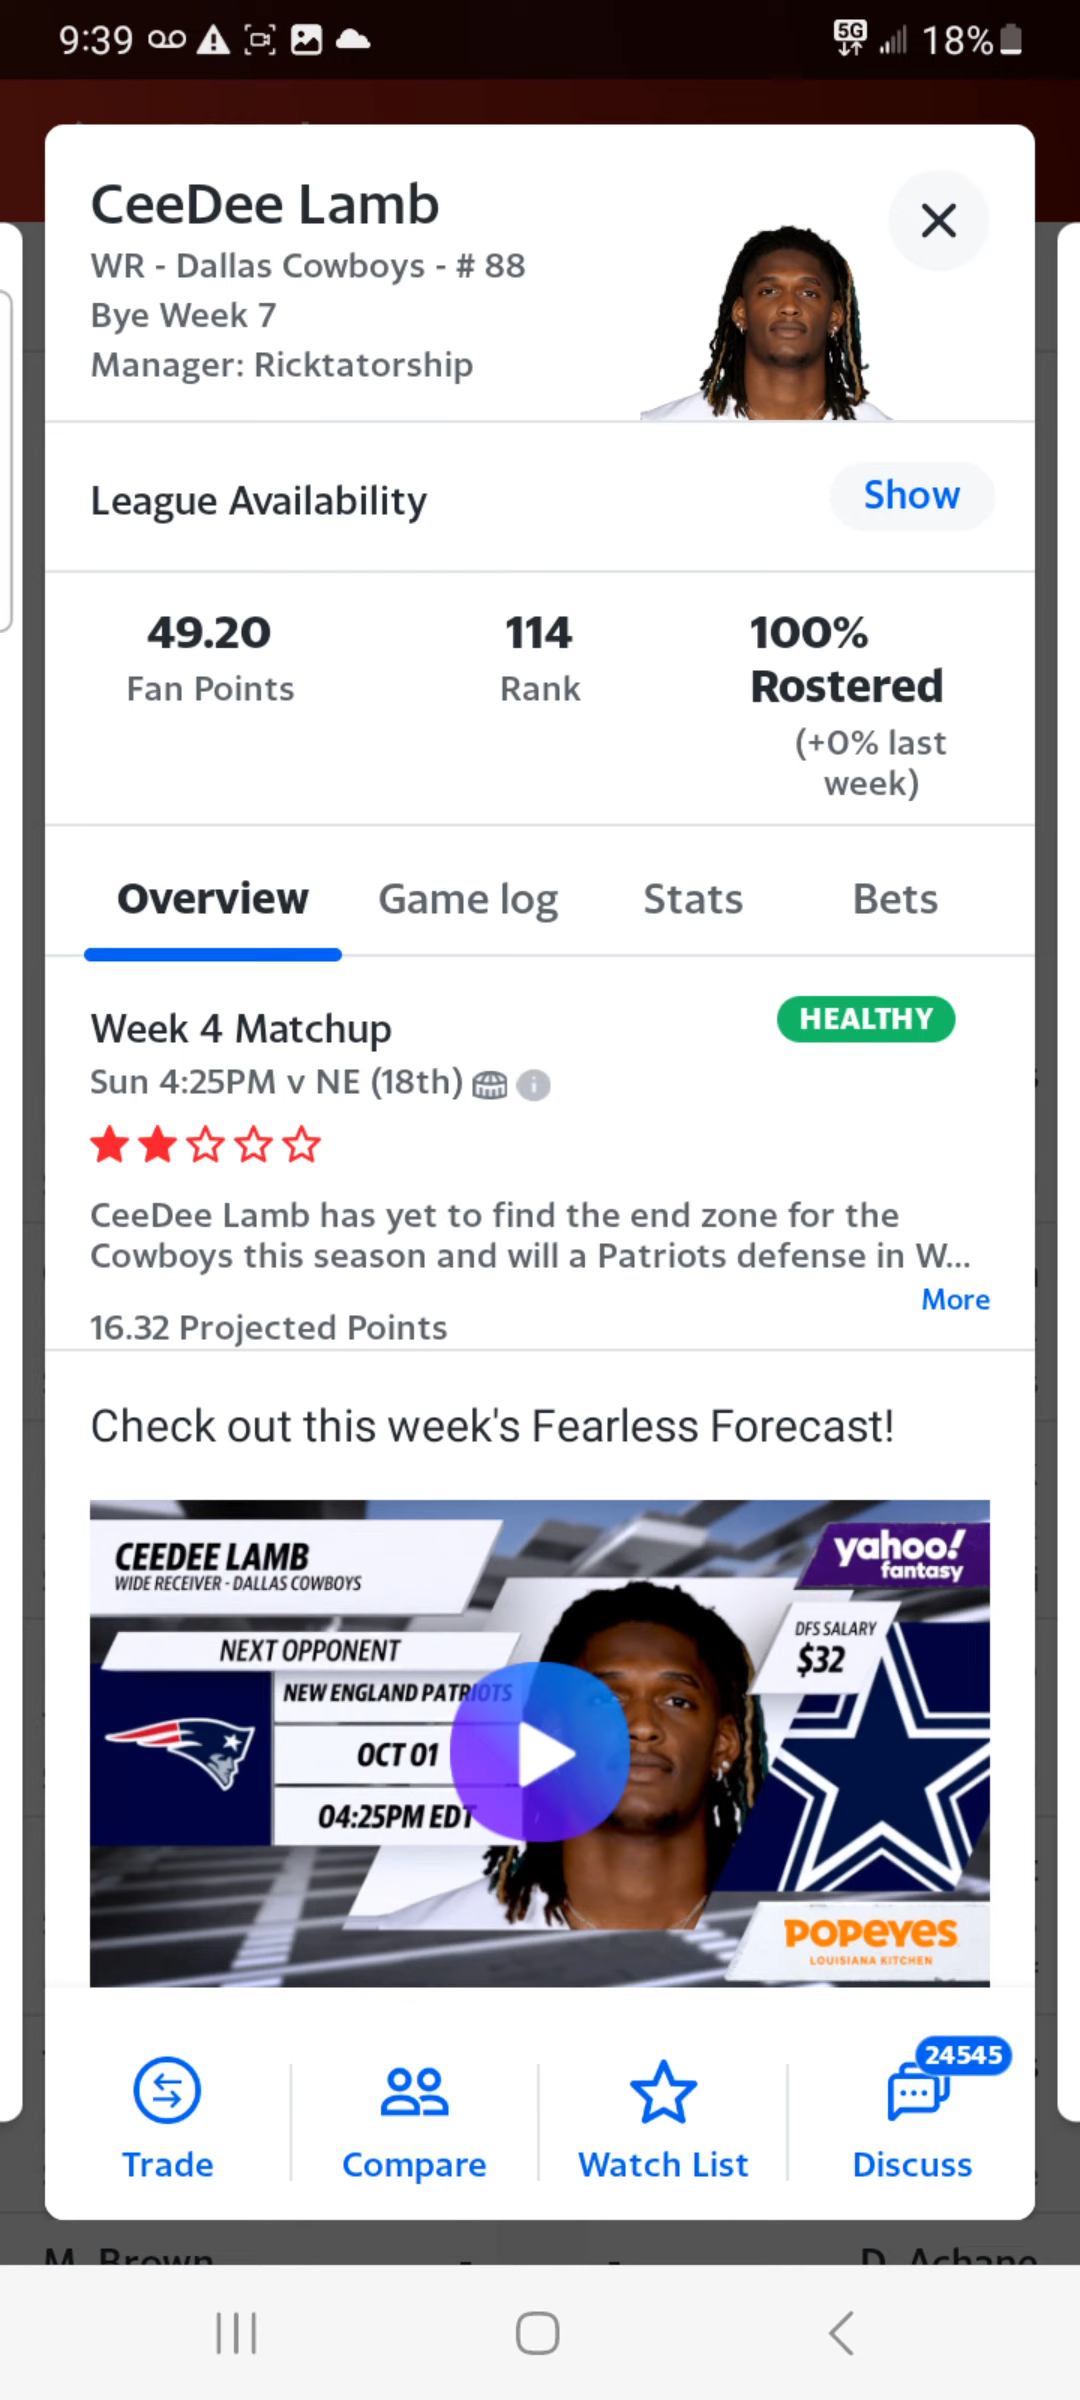 9:39
5G
18%
CeeDee Lamb
WR - Dallas Cowboys - # 88
Bye Week 7
Manager: Ricktatorship
League Availability
Show
49.20
Fan Points
114
Rank
100%
Rostered
(+0% last
week)
Overview
Game log
Stats
Bets
Week 4 Matchup
HEALTHY
Sun 4:25PM v NE (18th)
CeeDee Lamb has yet to find the end zone for the
Cowboys this season and will a Patriots defense in W...
More
16.32 Projected Points
Check out this week's Fearless Forecast!
CEEDEE LAMB
WIDE RECEIVER - DALLAS COWBOYS
yahoo!
fantasy
NEXT OPPONENT
DFS SALARY
$32
NEW ENGLAND PATRIOTS
OCT 01
04:25PM EDT
POPEYES
LOUISIANA KITCHEN
24545
Trade
Compare
Watch List
Discuss
M. Brown
-
-
D. Achane